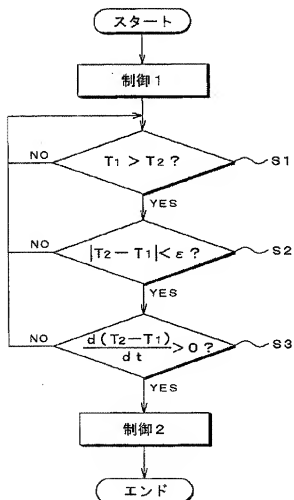 スタート
制御1
T1 > T2 ?
NO
S1
YES
|T2-T1| < ε ?
NO
S2
YES
d(T2-T1)/dt > 0 ?
NO
S3
YES
制御2
エンド